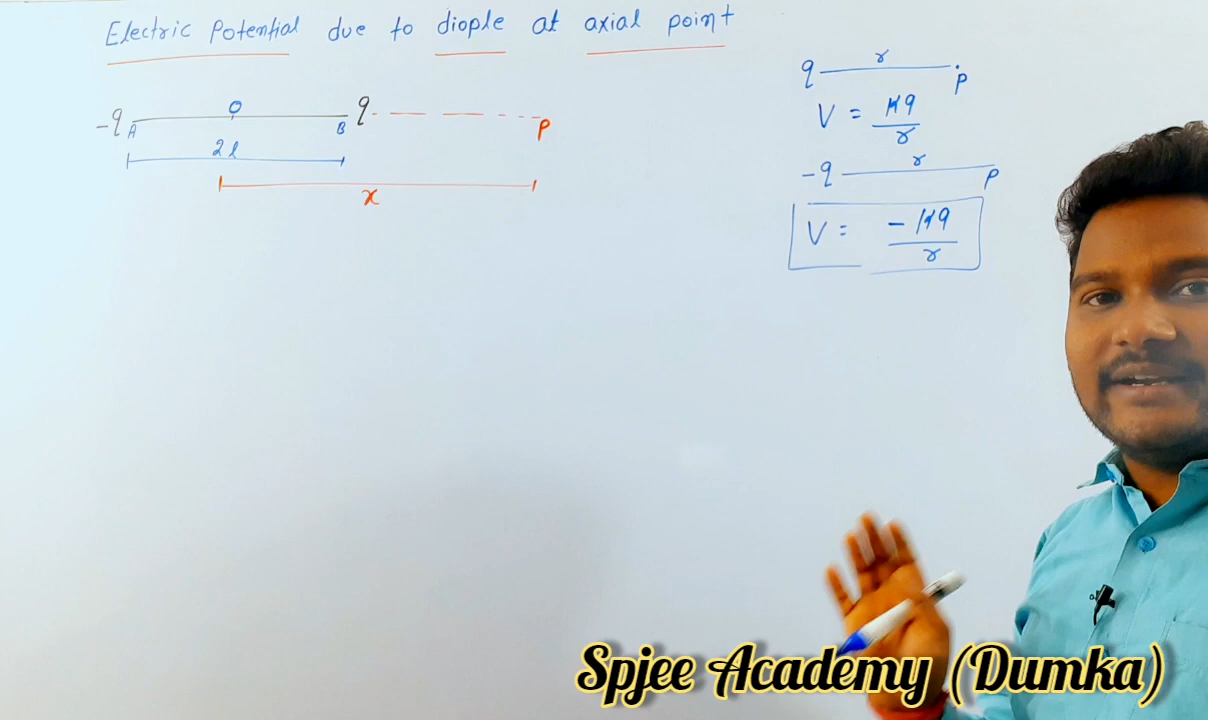 Electric Potential due to diople at axial point
-q A O B q P
2l
x
q r P
V = Kq / r
-q r P
V = -Kq / r
Spjee Academy (Dumka)